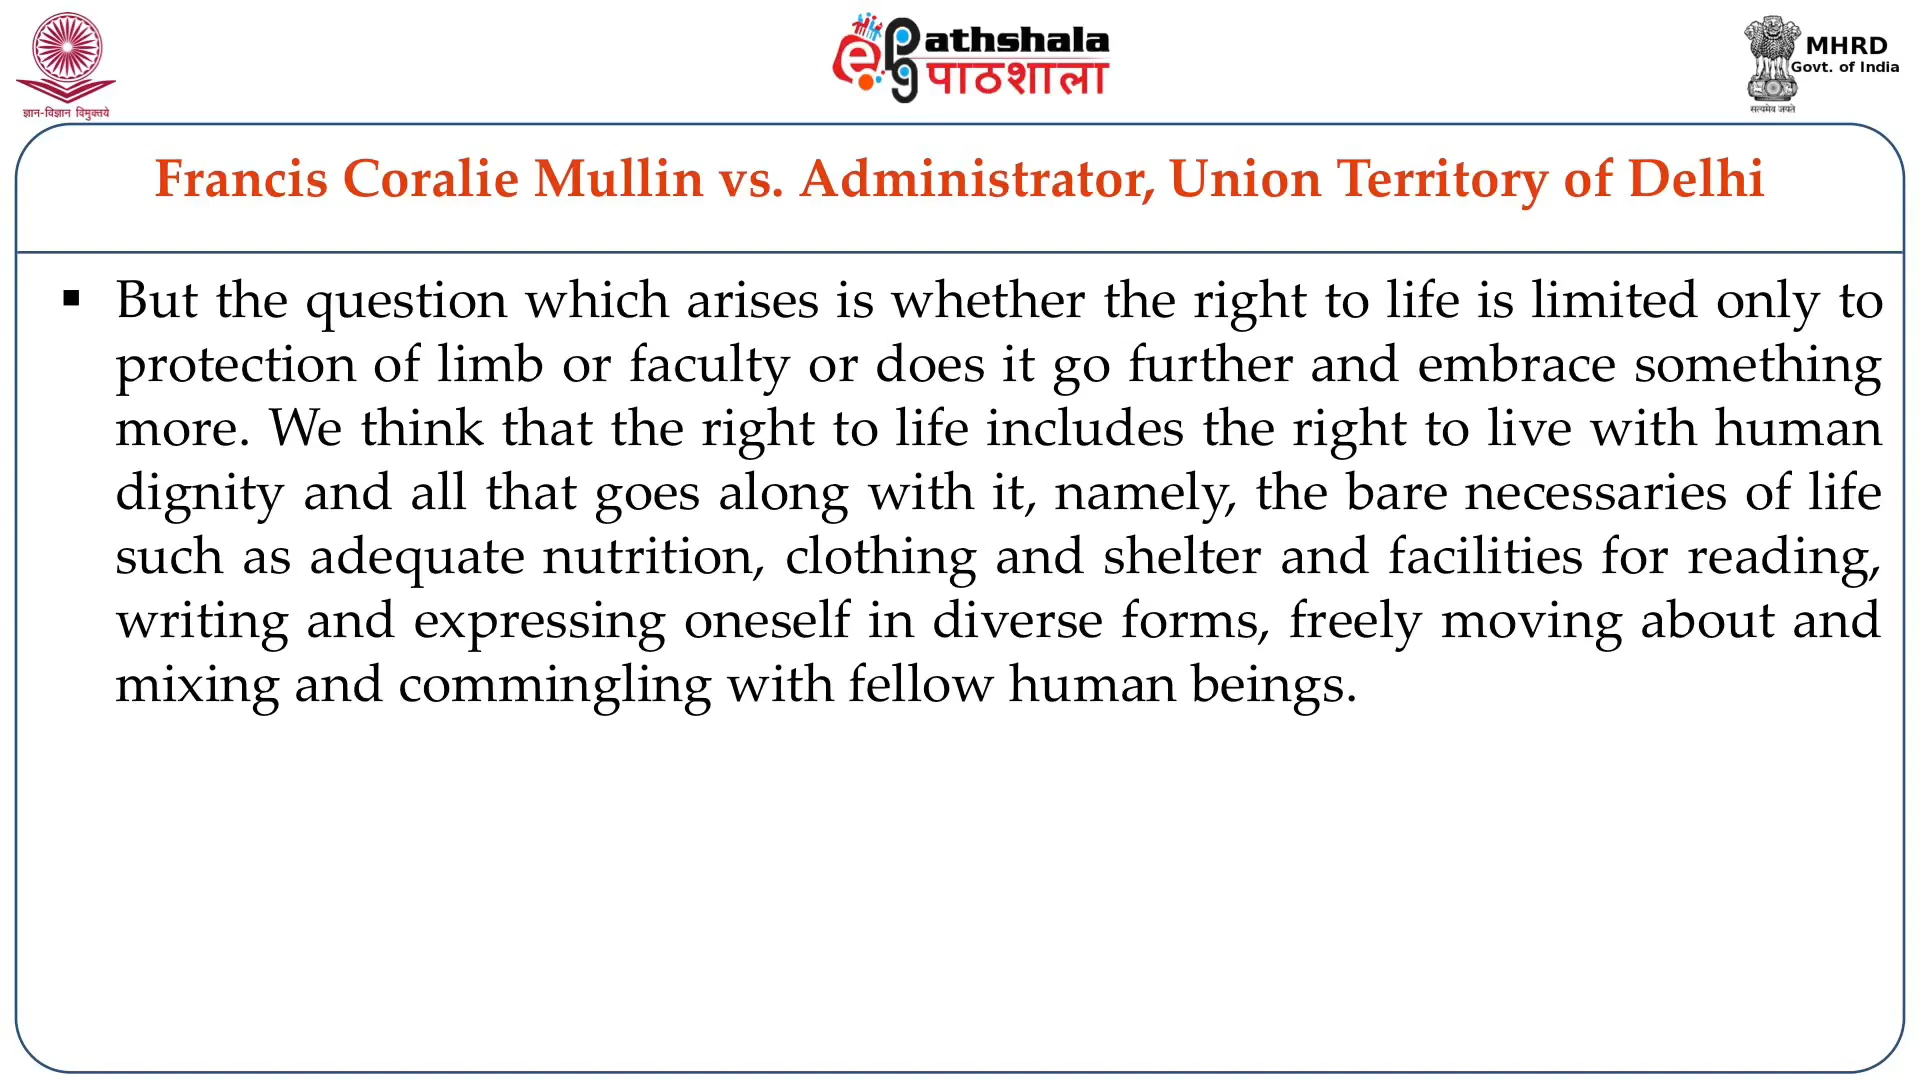 ज्ञान-विज्ञान विमुक्तये
ePathshala
पाठशाला
MHRD
Govt. of India
सत्यमेव जयते
Francis Coralie Mullin vs. Administrator, Union Territory of Delhi
▪ But the question which arises is whether the right to life is limited only to
protection of limb or faculty or does it go further and embrace something
more. We think that the right to life includes the right to live with human
dignity and all that goes along with it, namely, the bare necessaries of life
such as adequate nutrition, clothing and shelter and facilities for reading,
writing and expressing oneself in diverse forms, freely moving about and
mixing and commingling with fellow human beings.